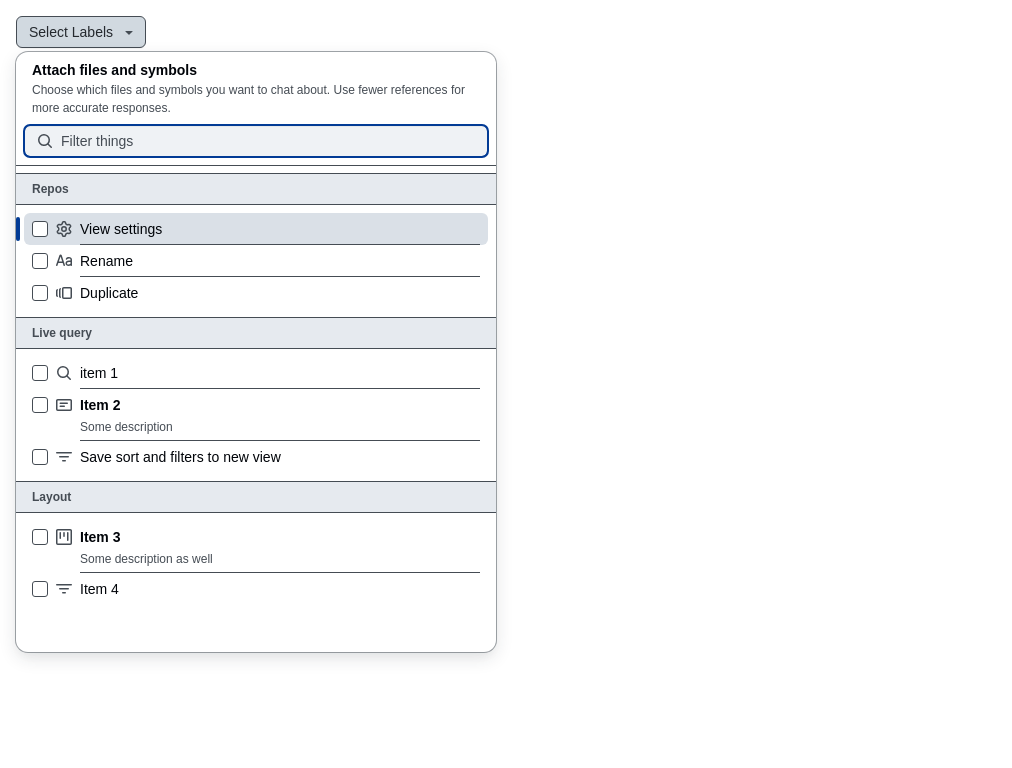 Select Labels
Attach files and symbols
Choose which files and symbols you want to chat about. Use fewer references for
more accurate responses.
Filter things
Repos
View settings
Rename
Duplicate
Live query
item 1
Item 2
Some description
Save sort and filters to new view
Layout
Item 3
Some description as well
Item 4